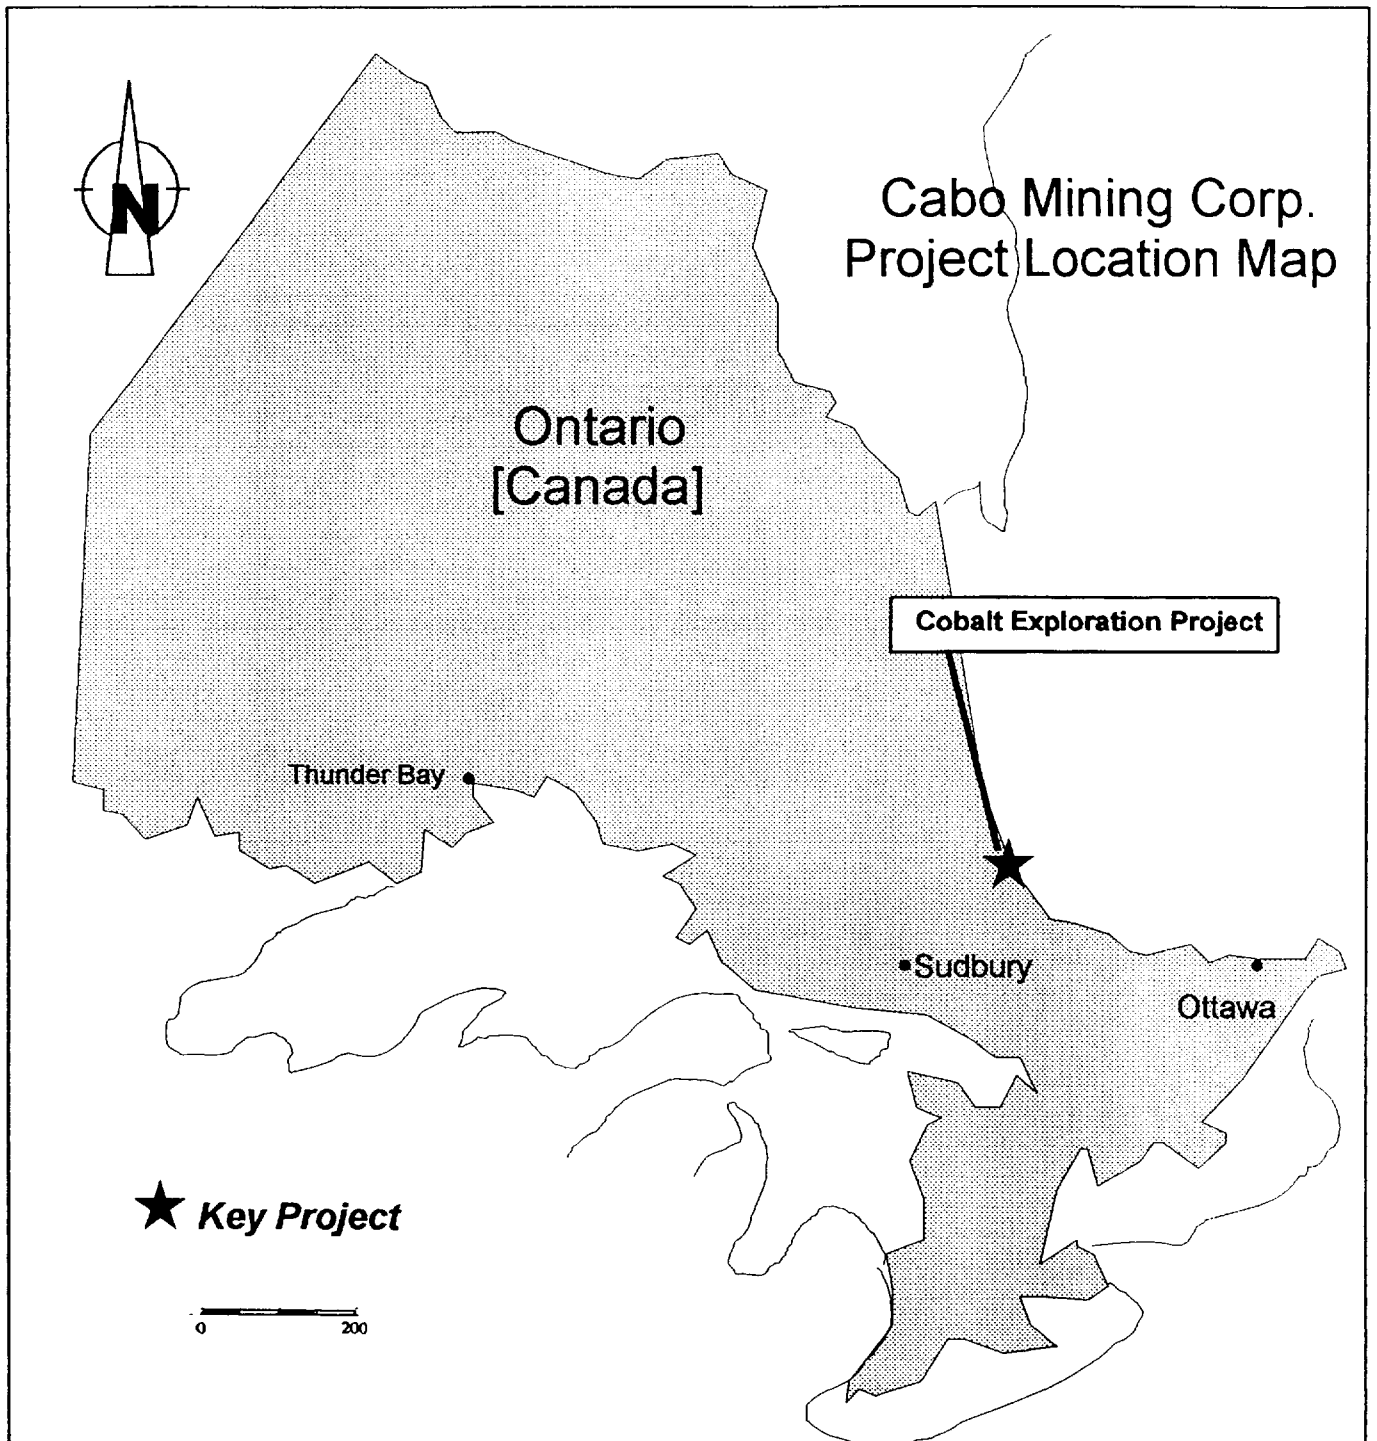 N
Cabo Mining Corp.
Project Location Map
Ontario
[Canada]
Cobalt Exploration Project
Thunder Bay
Sudbury
Ottawa
Key Project
0 200